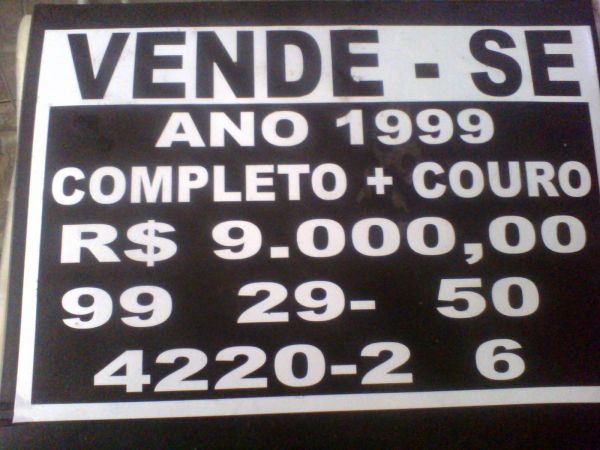 VENDE - SE
ANO 1999
COMPLETO + COURO
R$ 9.000,00
99 29- 50
4220-2 6